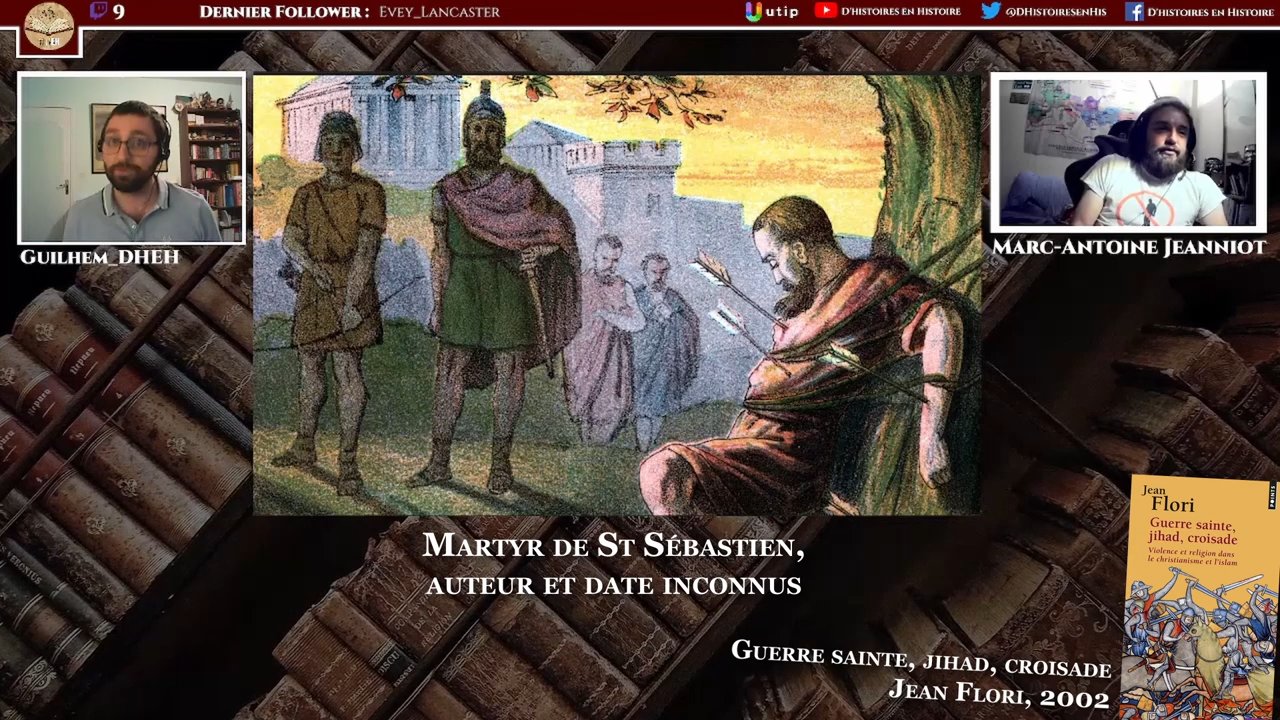 9
Dernier Follower : Evey_Lancaster
utip
D'histoires en Histoire
@DHistoiresenHis
D'histoires en Histoire
Guilhem_DHEH
Marc-Antoine Jeanniot
Martyr de St Sébastien,
auteur et date inconnus
Guerre sainte, jihad, croisade
Jean Flori, 2002
Jean
Flori
Guerre sainte,
jihad, croisade
Violence et religion dans
le christianisme et l'islam
POINTS